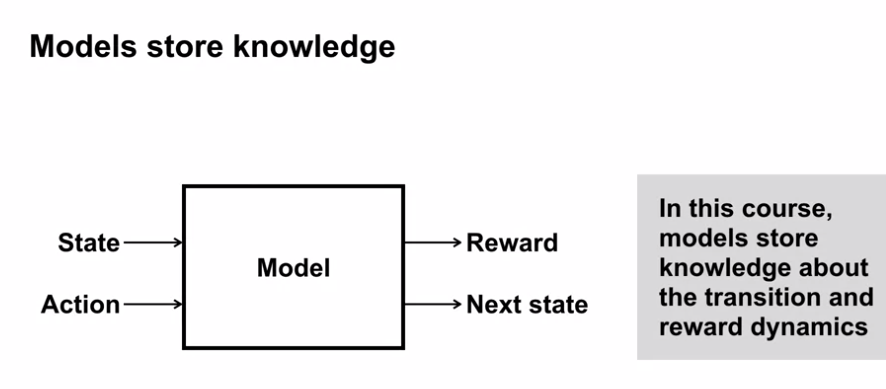 Models store knowledge
State
Action
Model
Reward
Next state
In this course,
models store
knowledge about
the transition and
reward dynamics